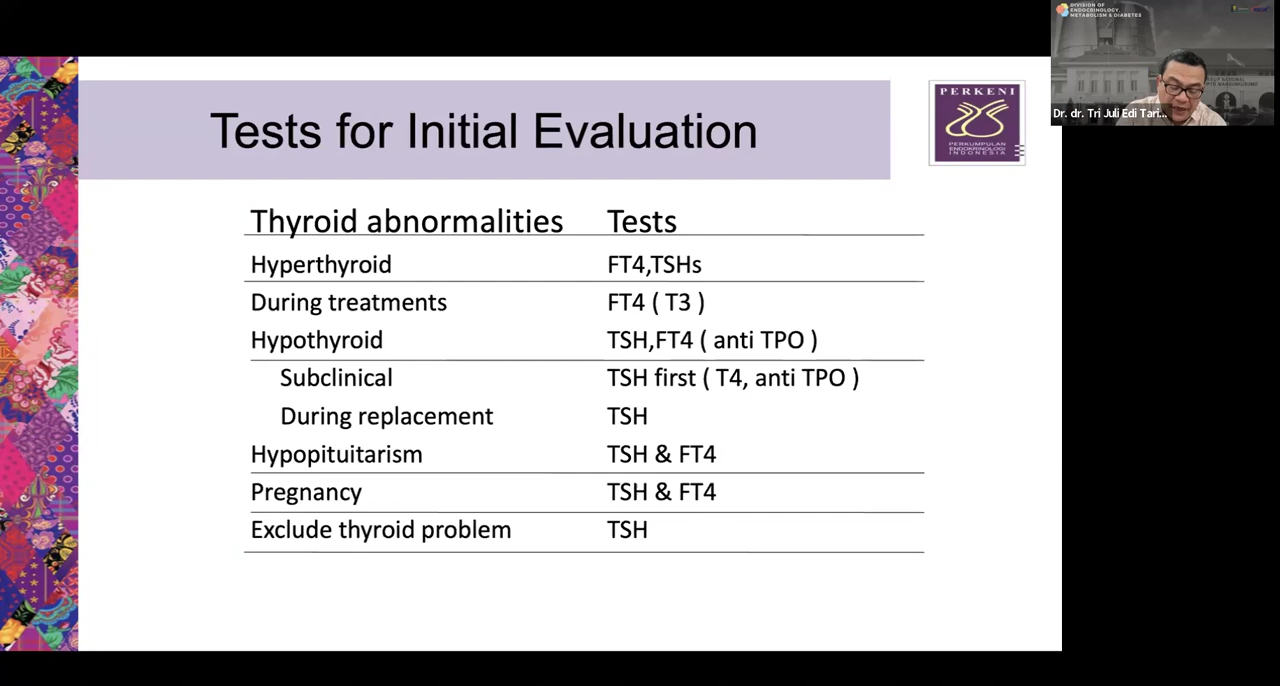 Tests for Initial Evaluation
PERKENI
PERKUMPULAN
ENDOKRINOLOGI
INDONESIA
Thyroid abnormalities Tests
Hyperthyroid FT4,TSHs
During treatments FT4 ( T3 )
Hypothyroid TSH,FT4 ( anti TPO )
Subclinical TSH first ( T4, anti TPO )
During replacement TSH
Hypopituitarism TSH & FT4
Pregnancy TSH & FT4
Exclude thyroid problem TSH
DIVISION OF
ENDOCRINOLOGY,
METABOLISM & DIABETES
Dr. dr. Tri Juli Edi Tari...